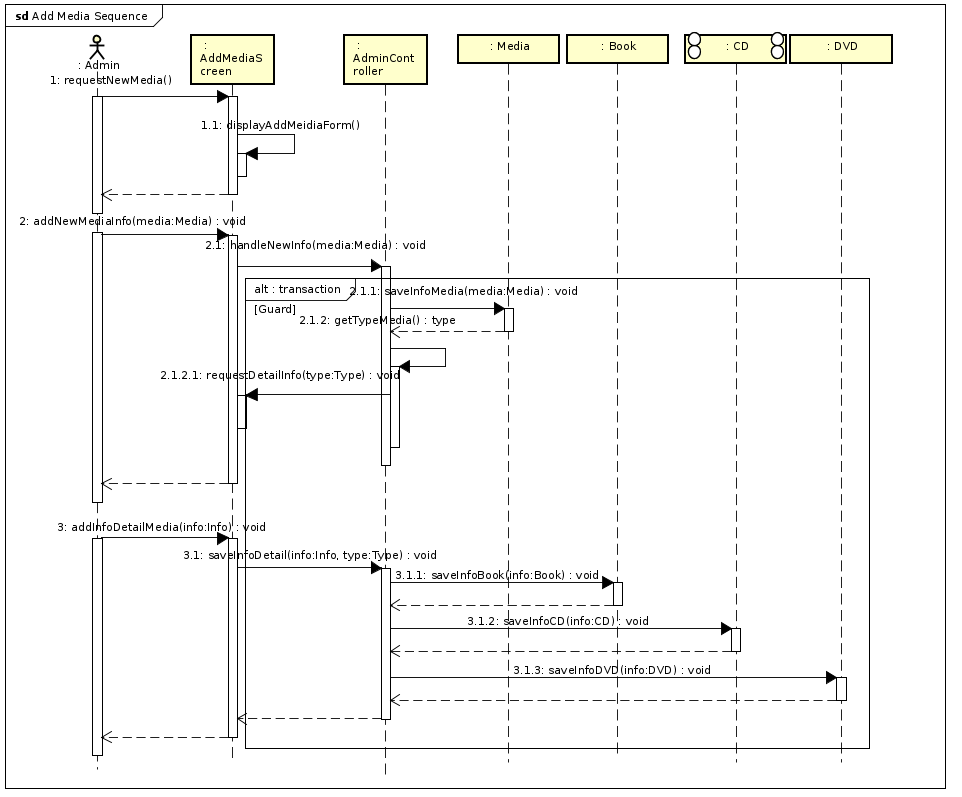 sd Add Media Sequence
: Admin
:
AddMediaS
creen
:
AdminCont
roller
: Media
: Book
: CD
: DVD
1: requestNewMedia()
1.1: displayAddMeidiaForm()
2: addNewMediaInfo(media:Media) : void
2.1: handleNewInfo(media:Media) : void
alt : transaction
[Guard]
2.1.1: saveInfoMedia(media:Media) : void
2.1.2: getTypeMedia() : type
2.1.2.1: requestDetailInfo(type:Type) : void
3: addInfoDetailMedia(info:Info) : void
3.1: saveInfoDetail(info:Info, type:Type) : void
3.1.1: saveInfoBook(info:Book) : void
3.1.2: saveInfoCD(info:CD) : void
3.1.3: saveInfoDVD(info:DVD) : void